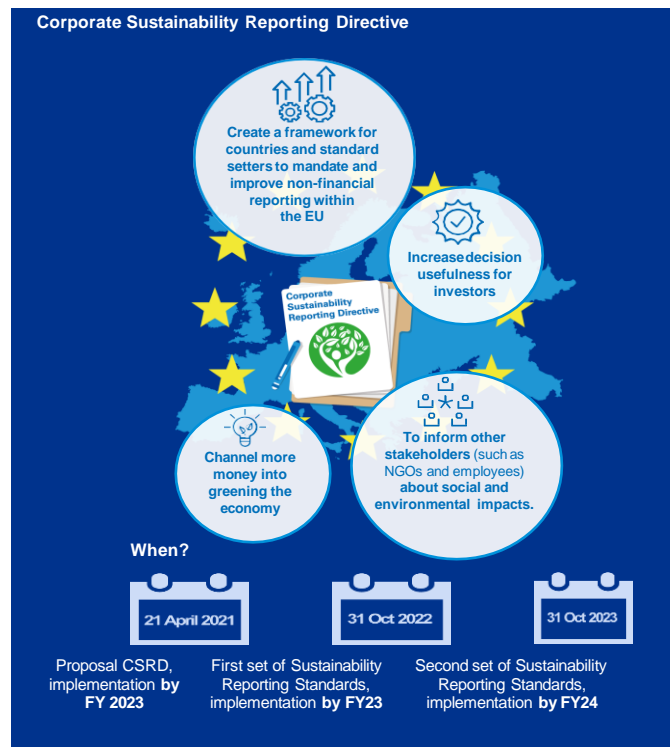 Corporate Sustainability Reporting Directive
Create a framework for
countries and standard
setters to mandate and
improve non-financial
reporting within
the EU
Increase decision
usefulness for
investors
Corporate
Sustainability
Reporting Directive
Channel more
money into
greening the
economy
To inform other
stakeholders (such as
NGOs and employees)
about social and
environmental impacts.
When?
21 April 2021
31 Oct 2022
31 Oct 2023
Proposal CSRD,
implementation by
FY 2023
First set of Sustainability
Reporting Standards,
implementation by FY23
Second set of Sustainability
Reporting Standards,
implementation by FY24